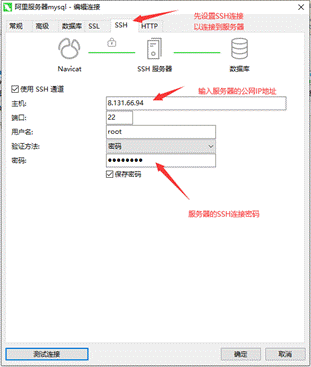 阿里服务器mysql - 编辑连接
常规 高级 数据库 SSL SSH HTTP
先设置SSH连接
以连接到服务器
Navicat SSH 服务器 数据库
使用 SSH 通道
输入服务器的公网IP地址
主机: 8.131.66.94
端口: 22
用户名: root
验证方法: 密码
密码: ●●●●●●●●
保存密码
服务器的SSH连接密码
测试连接 确定 取消